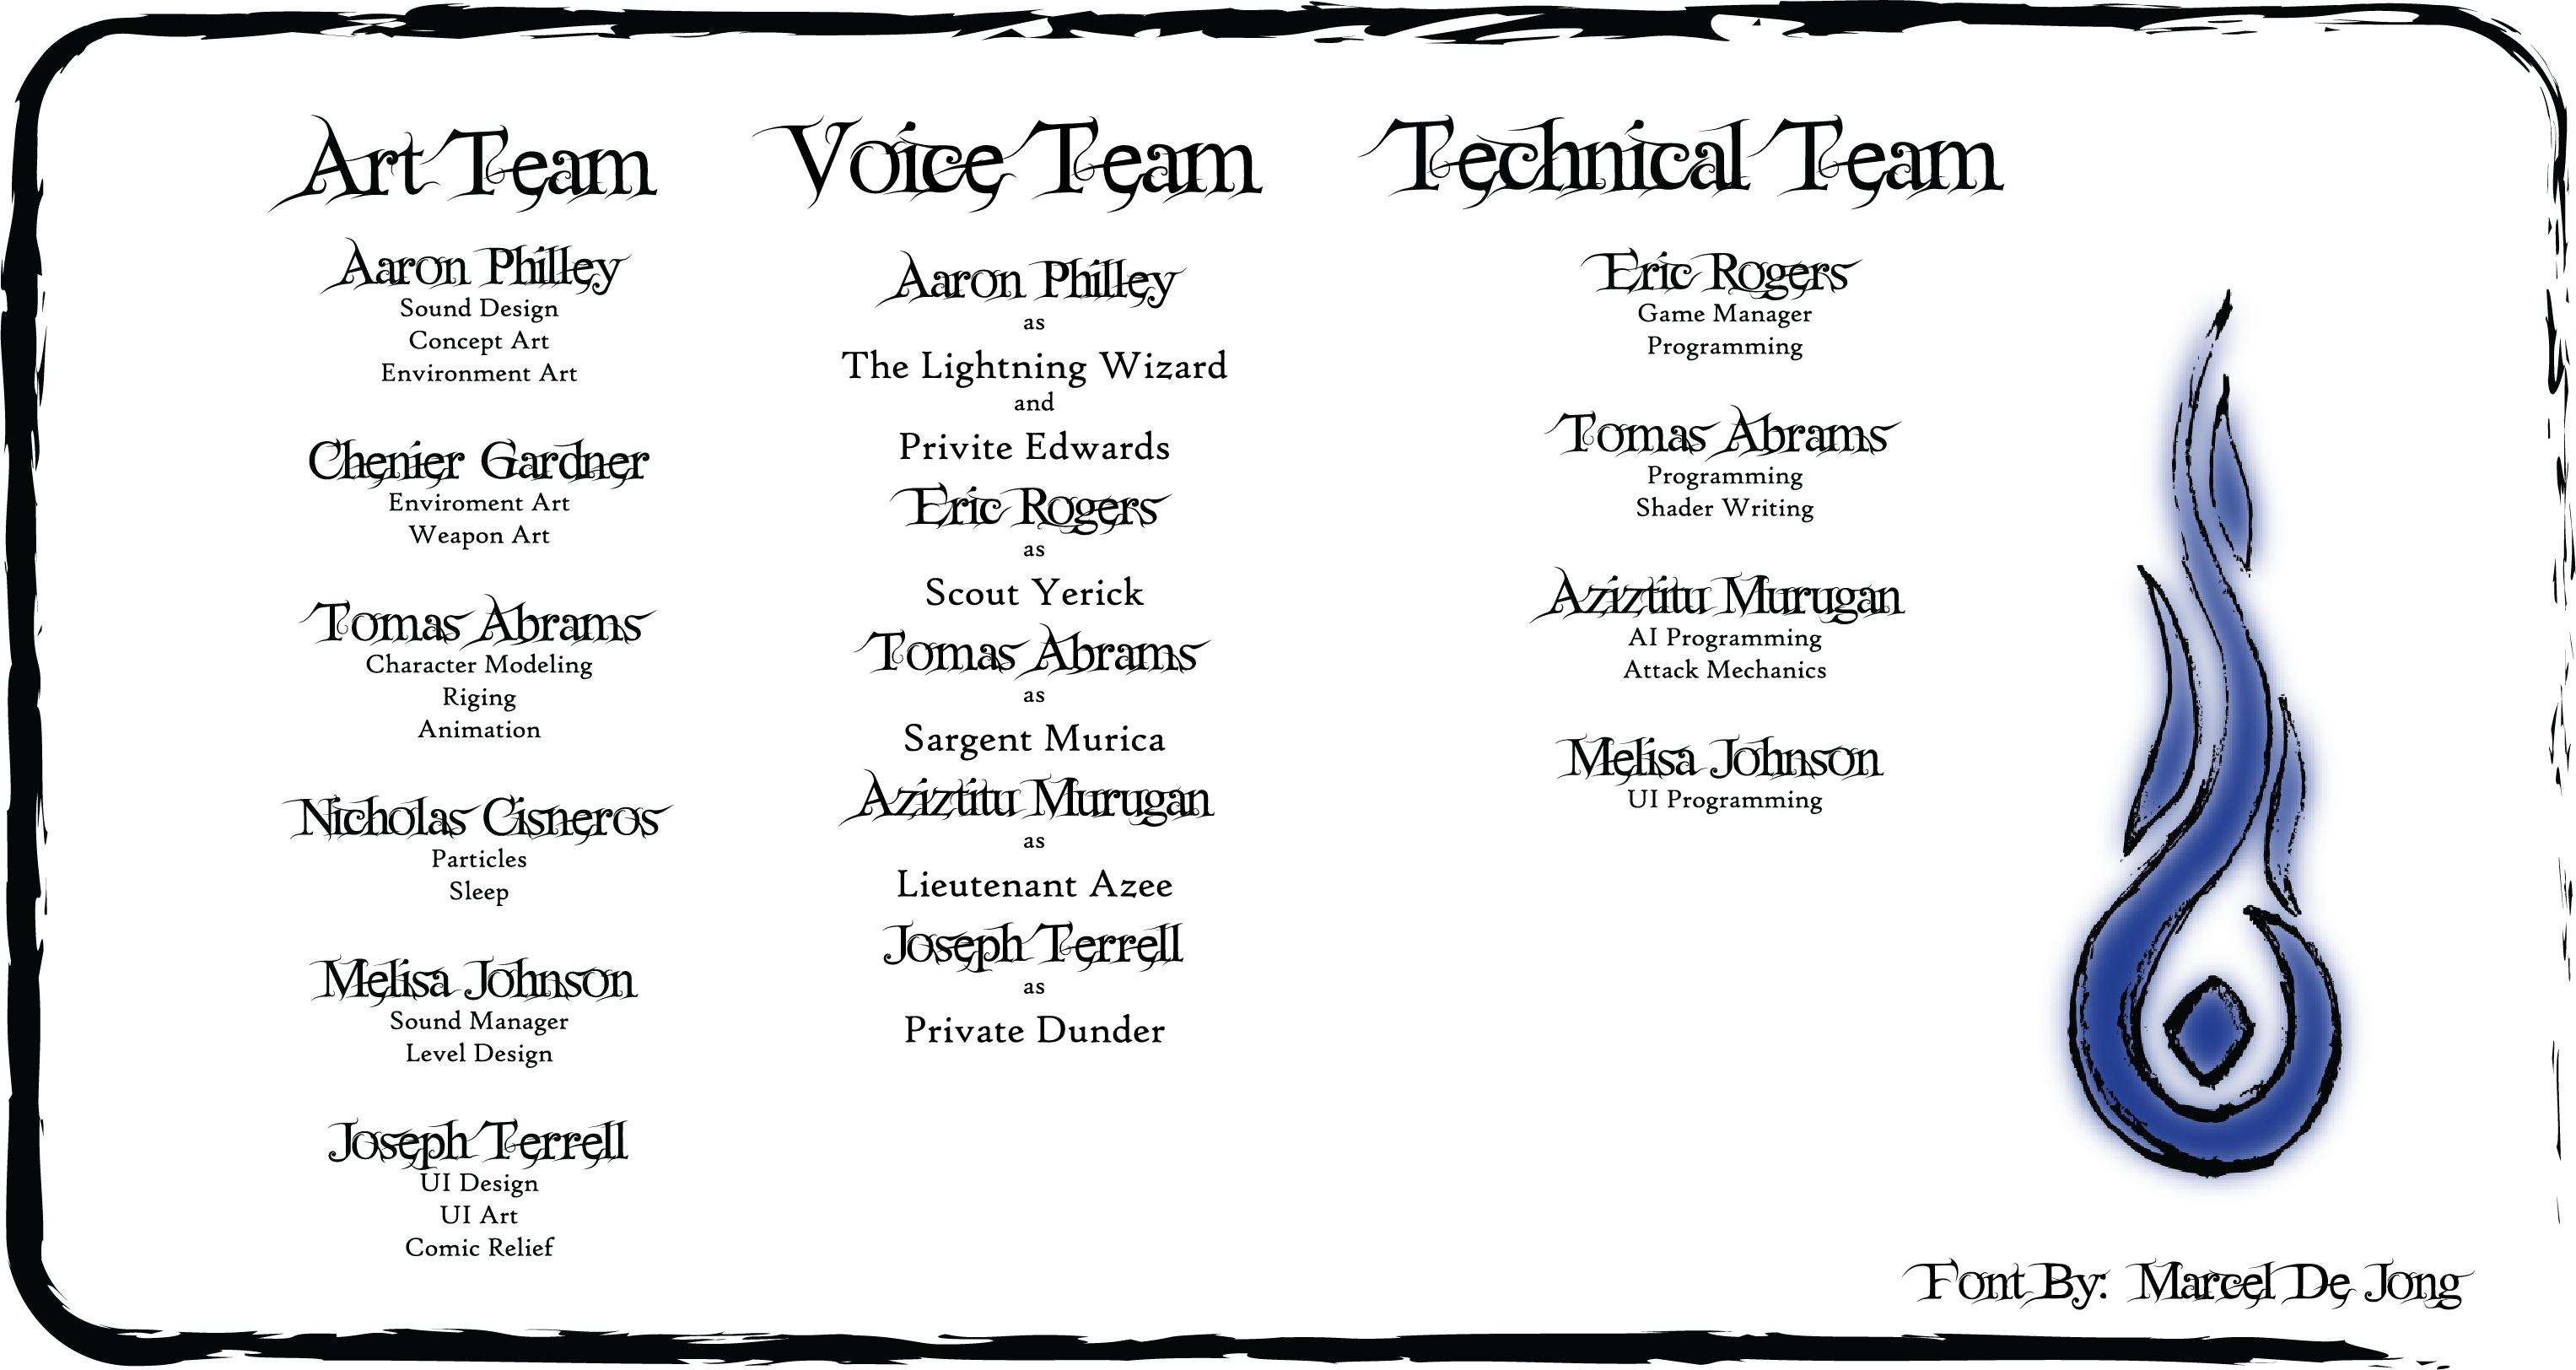 Art Team
Aaron Philley
Sound Design
Concept Art
Environment Art
Chenier Gardner
Enviroment Art
Weapon Art
Tomas Abrams
Character Modeling
Riging
Animation
Nicholas Cisneros
Particles
Sleep
Melisa Johnson
Sound Manager
Level Design
Joseph Terrell
UI Design
UI Art
Comic Relief
Voice Team
Aaron Philley
as
The Lightning Wizard
and
Privite Edwards
Eric Rogers
as
Scout Yerick
Tomas Abrams
as
Sargent Murica
Aziztitu Murugan
as
Lieutenant Azee
Joseph Terrell
as
Private Dunder
Technical Team
Eric Rogers
Game Manager
Programming
Tomas Abrams
Programming
Shader Writing
Aziztitu Murugan
AI Programming
Attack Mechanics
Melisa Johnson
UI Programming
Font By: Marcel De Jong